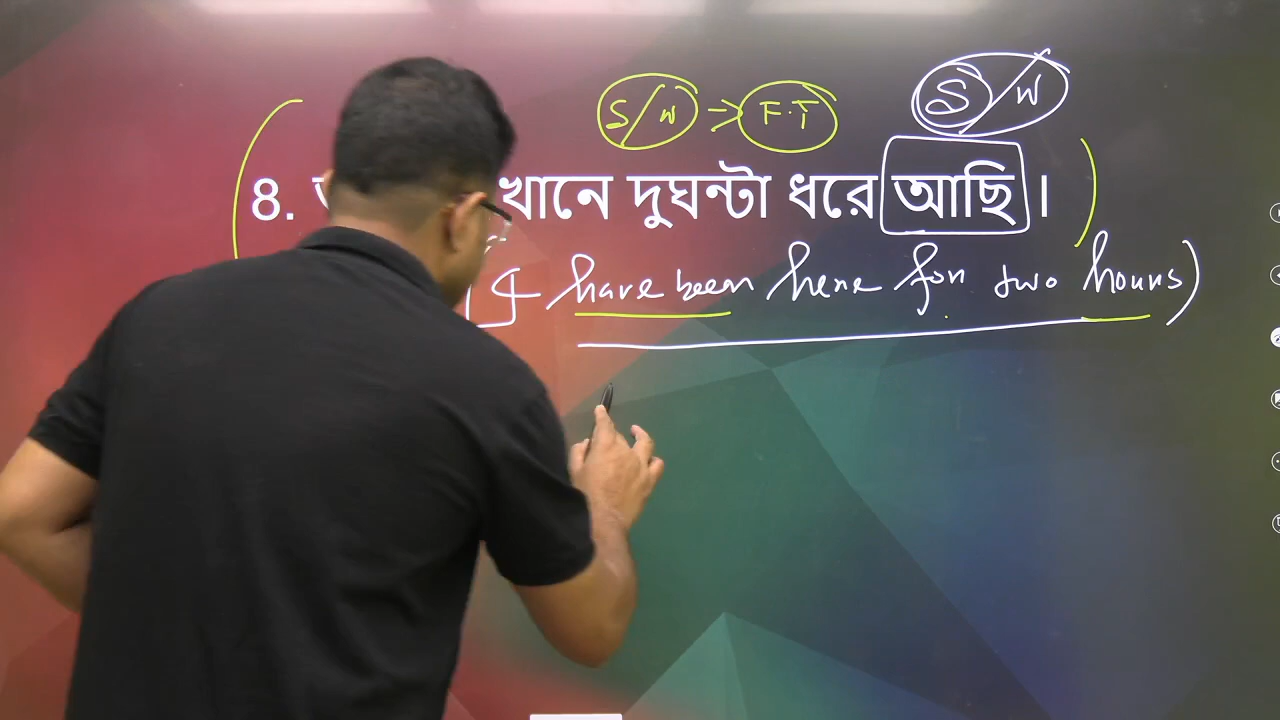 S/W => F.T S/W
8. খানে দুঘন্টা ধরে আছি।
I have been here for two hours)